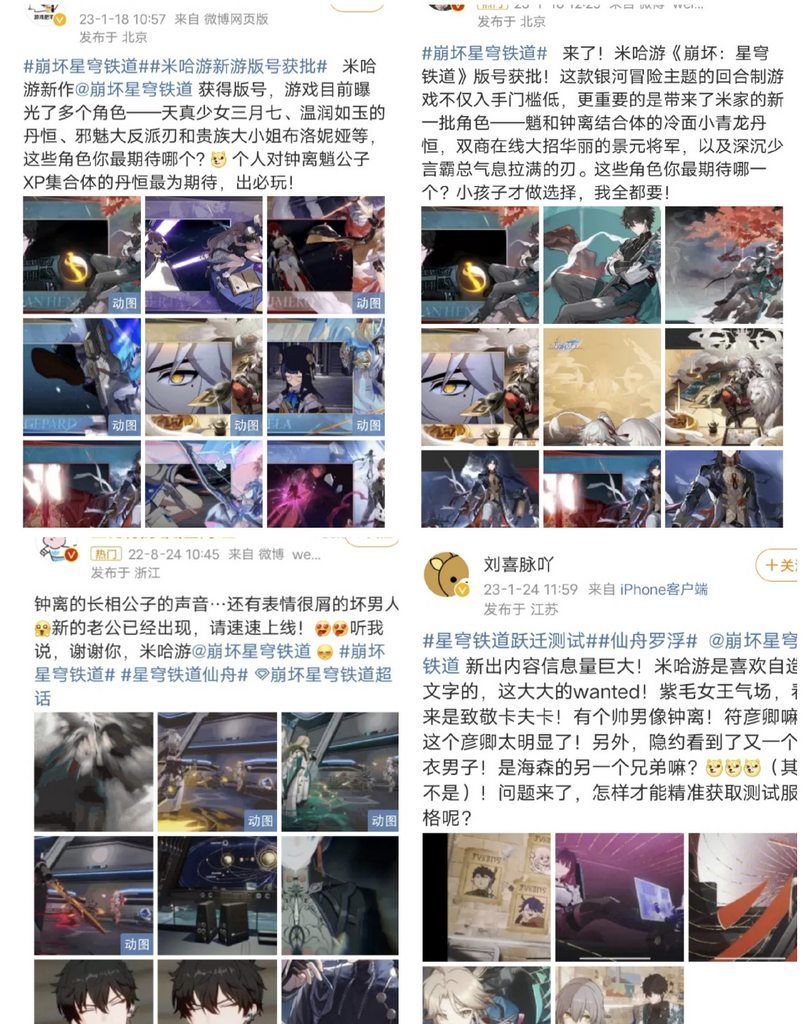 23-1-18 10:57 来自 微博网页版
发布于 北京
#崩坏星穹铁道##米哈游新游版号获批# 米哈
游新作@崩坏星穹铁道 获得版号，游戏目前曝
光了多个角色——天真少女三月七、温润如玉的
丹恒、邪魅大反派刃和贵族大小姐布洛妮娅等，
这些角色你最期待哪个？ 个人对钟离魈公子
XP集合体的丹恒最为期待，出必玩！
动图
动图
动图
GEPARD
动图
动图
动图
发布于 北京
#崩坏星穹铁道# 来了！米哈游《崩坏：星穹
铁道》版号获批！这款银河冒险主题的回合制游
戏不仅入手门槛低，更重要的是带来了米家的新
一批角色——魈和钟离结合体的冷面小青龙丹
恒，双商在线大招华丽的景元将军，以及深沉少
言霸总气息拉满的刃。这些角色你最期待哪一
个？小孩子才做选择，我全都要！
热门 22-8-24 10:45 来自 微博 we...
发布于 浙江
钟离的长相公子的声音…还有表情很屑的坏男人
新的老公已经出现，请速速上线！ 听我
说，谢谢你，米哈游@崩坏星穹铁道 #崩坏
星穹铁道# #星穹铁道仙舟# 崩坏星穹铁道超
话
动图
动图
动图
刘喜脉吖
+关
23-1-24 11:59 来自 iPhone客户端
发布于 江苏
#星穹铁道跃迁测试##仙舟罗浮# @崩坏星穹
铁道 新出内容信息量巨大！米哈游是喜欢自造
文字的，这大大的wanted！紫毛女王气场，看
来是致敬卡夫卡！有个帅男像钟离！符彦卿嘛
这个彦卿太明显了！另外，隐约看到了又一个
衣男子！是海森的另一个兄弟嘛？ （其
不是）！问题来了，怎样才能精准获取测试服
格呢？